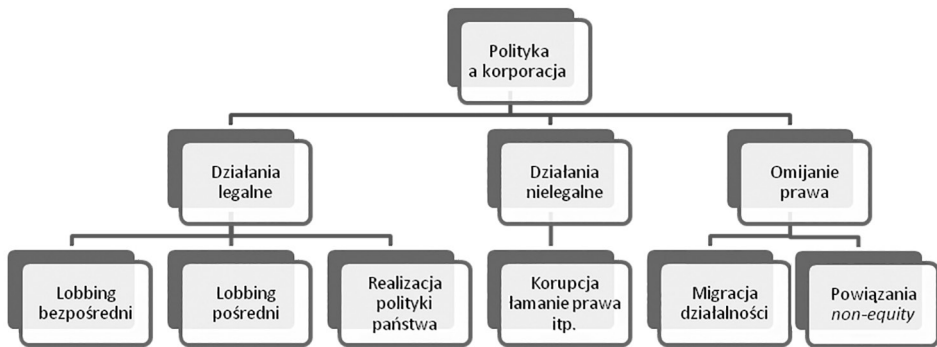 Polityka
a korporacja
Działania
legalne
Działania
nielegalne
Omijanie
prawa
Lobbing
bezpośredni
Lobbing
pośredni
Realizacja
polityki
państwa
Korupcja
łamanie prawa
itp.
Migracja
działalności
Powiązania
non-equity